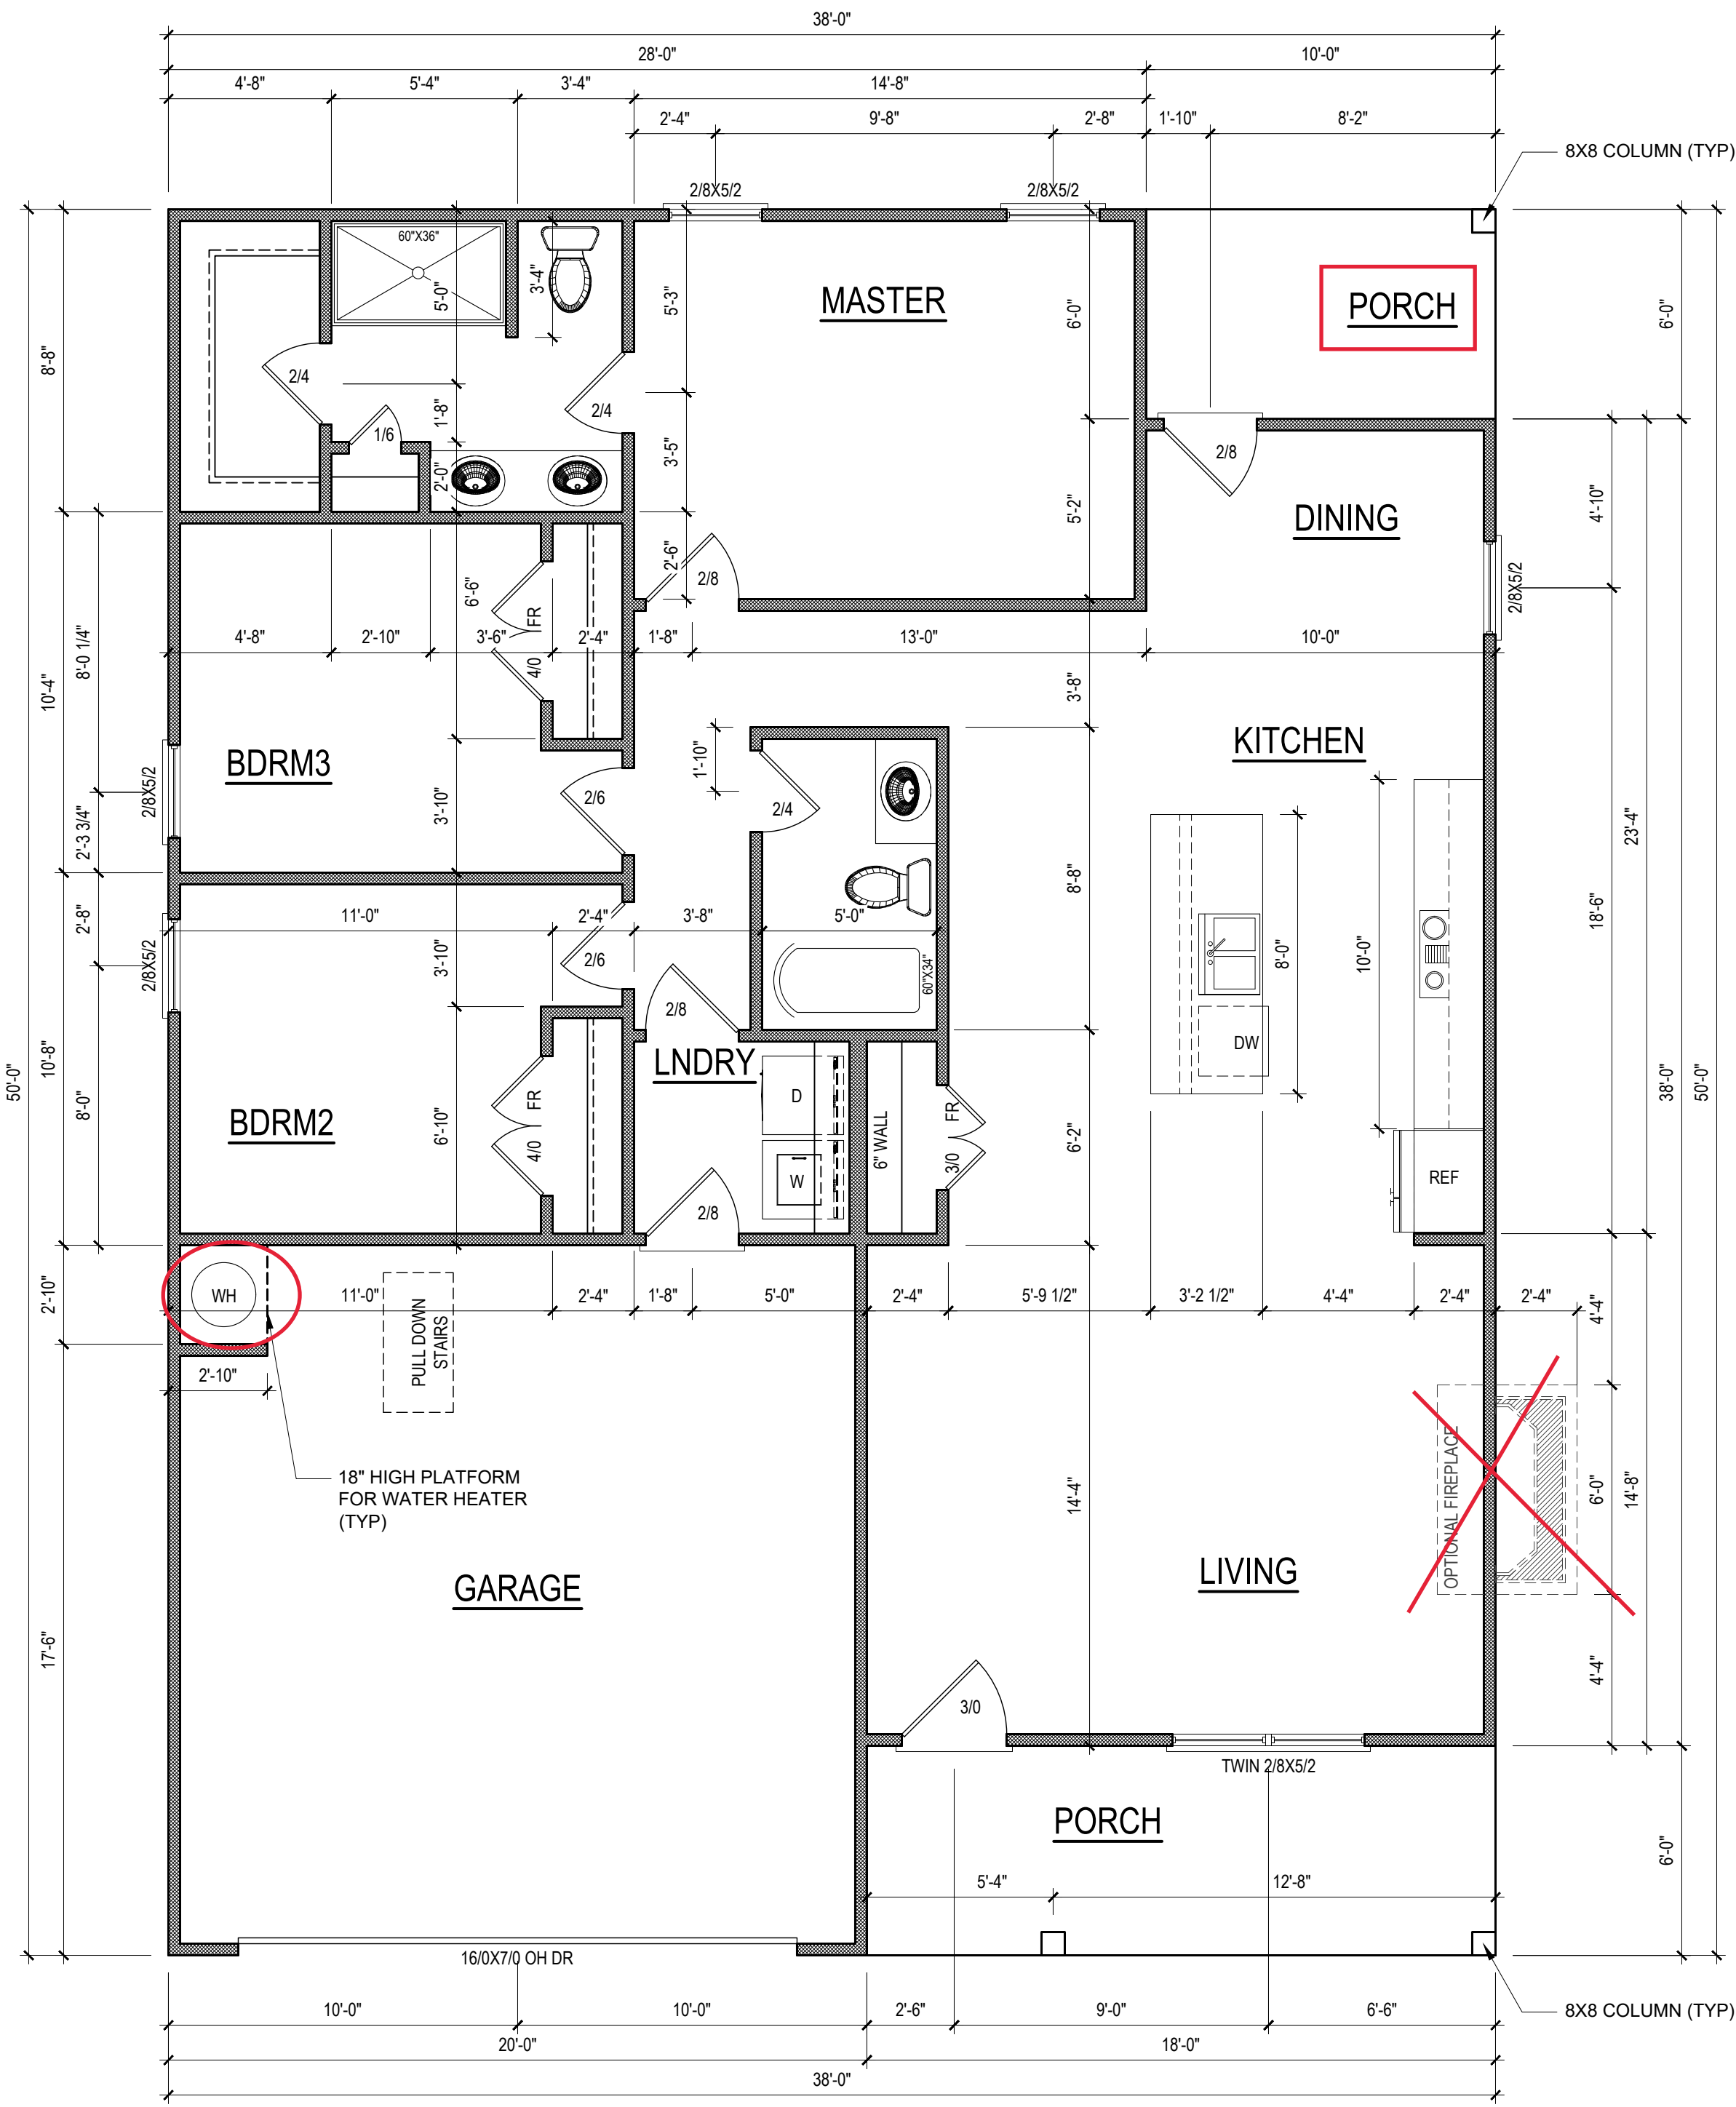 38'-0"
28'-0" 10'-0"
4'-8" 5'-4" 3'-4" 14'-8"
2'-4" 9'-8" 2'-8" 1'-10" 8'-2"
8X8 COLUMN (TYP)
2/8X5/2 2/8X5/2
60"X36"
3'-4"
5'-0"
5'-3"
MASTER
6'-0"
PORCH
6'-0"
8'-8"
2/4
1'-8"
2/4
1/6
3'-5"
2'-0"
2/8
5'-2"
DINING
4'-10"
2'-6"
2/8
2/8X5/2
6'-6"
FR
4'-8" 2'-10" 3'-6" 2'-4" 1'-8" 13'-0" 10'-0"
8'-0 1/4"
10'-4"
4/0
3'-8"
KITCHEN
BDRM3
1'-10"
2/8X5/2
2/6
2/4
3'-10"
2'-3 3/4"
23'-4"
8'-8"
11'-0" 2'-4" 3'-8" 5'-0"
2'-8"
18'-6"
2/8X5/2
3'-10"
2/6
60"X34"
8'-0"
10'-0"
2/8
DW
LNDRY
50'-0"
10'-8"
8'-0"
D
38'-0"
50'-0"
BDRM2
6'-10"
FR
4/0
6" WALL
FR
3/0
6'-2"
W
REF
2/8
WH
2'-10"
11'-0" 2'-4" 1'-8" 5'-0" 2'-4" 5'-9 1/2" 3'-2 1/2" 4'-4" 2'-4" 2'-4"
4'-4"
PULL DOWN
STAIRS
2'-10"
18" HIGH PLATFORM
FOR WATER HEATER
(TYP)
14'-4"
OPTIONAL FIREPLACE
6'-0"
14'-8"
GARAGE
LIVING
17'-6"
4'-4"
3/0
TWIN 2/8X5/2
PORCH
6'-0"
5'-4" 12'-8"
16/0X7/0 OH DR
10'-0" 10'-0" 2'-6" 9'-0" 6'-6"
8X8 COLUMN (TYP)
20'-0" 18'-0"
38'-0"